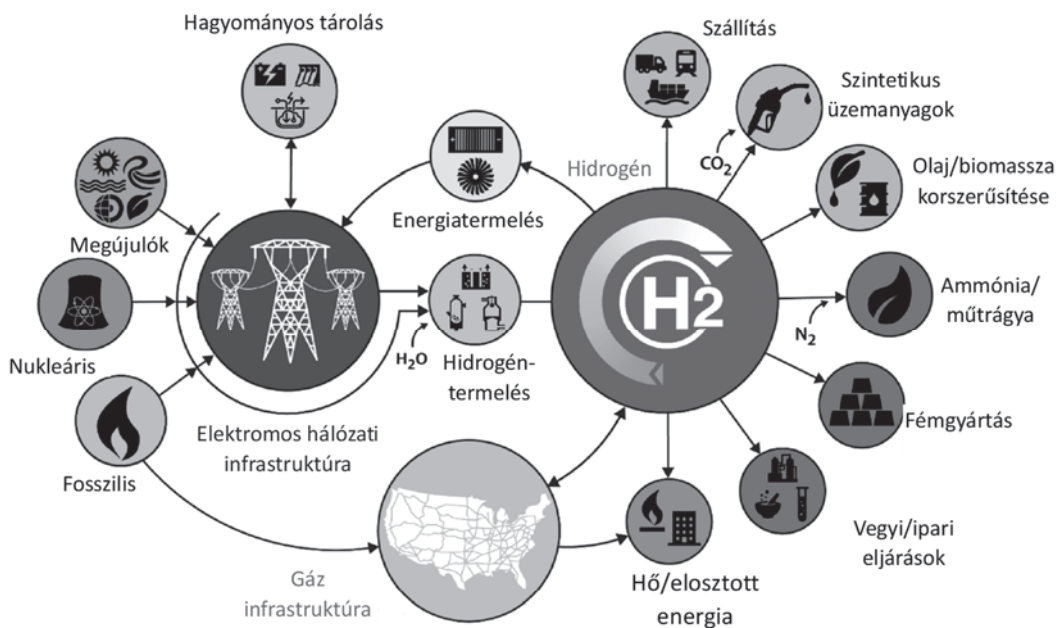 Hagyományos tárolás
Szállítás
Szintetikus
üzemanyagok
CO2
Hidrogén
Olaj/biomassza
korszerűsítése
Energiatermelés
Megújulók
H2
Ammónia/
műtrágya
N2
Nukleáris
H2O
Hidrogén-
termelés
Fémgyártás
Elektromos hálózati
infrastruktúra
Fosszilis
Vegyi/ipari
eljárások
Gáz
infrastruktúra
Hő/elosztott
energia